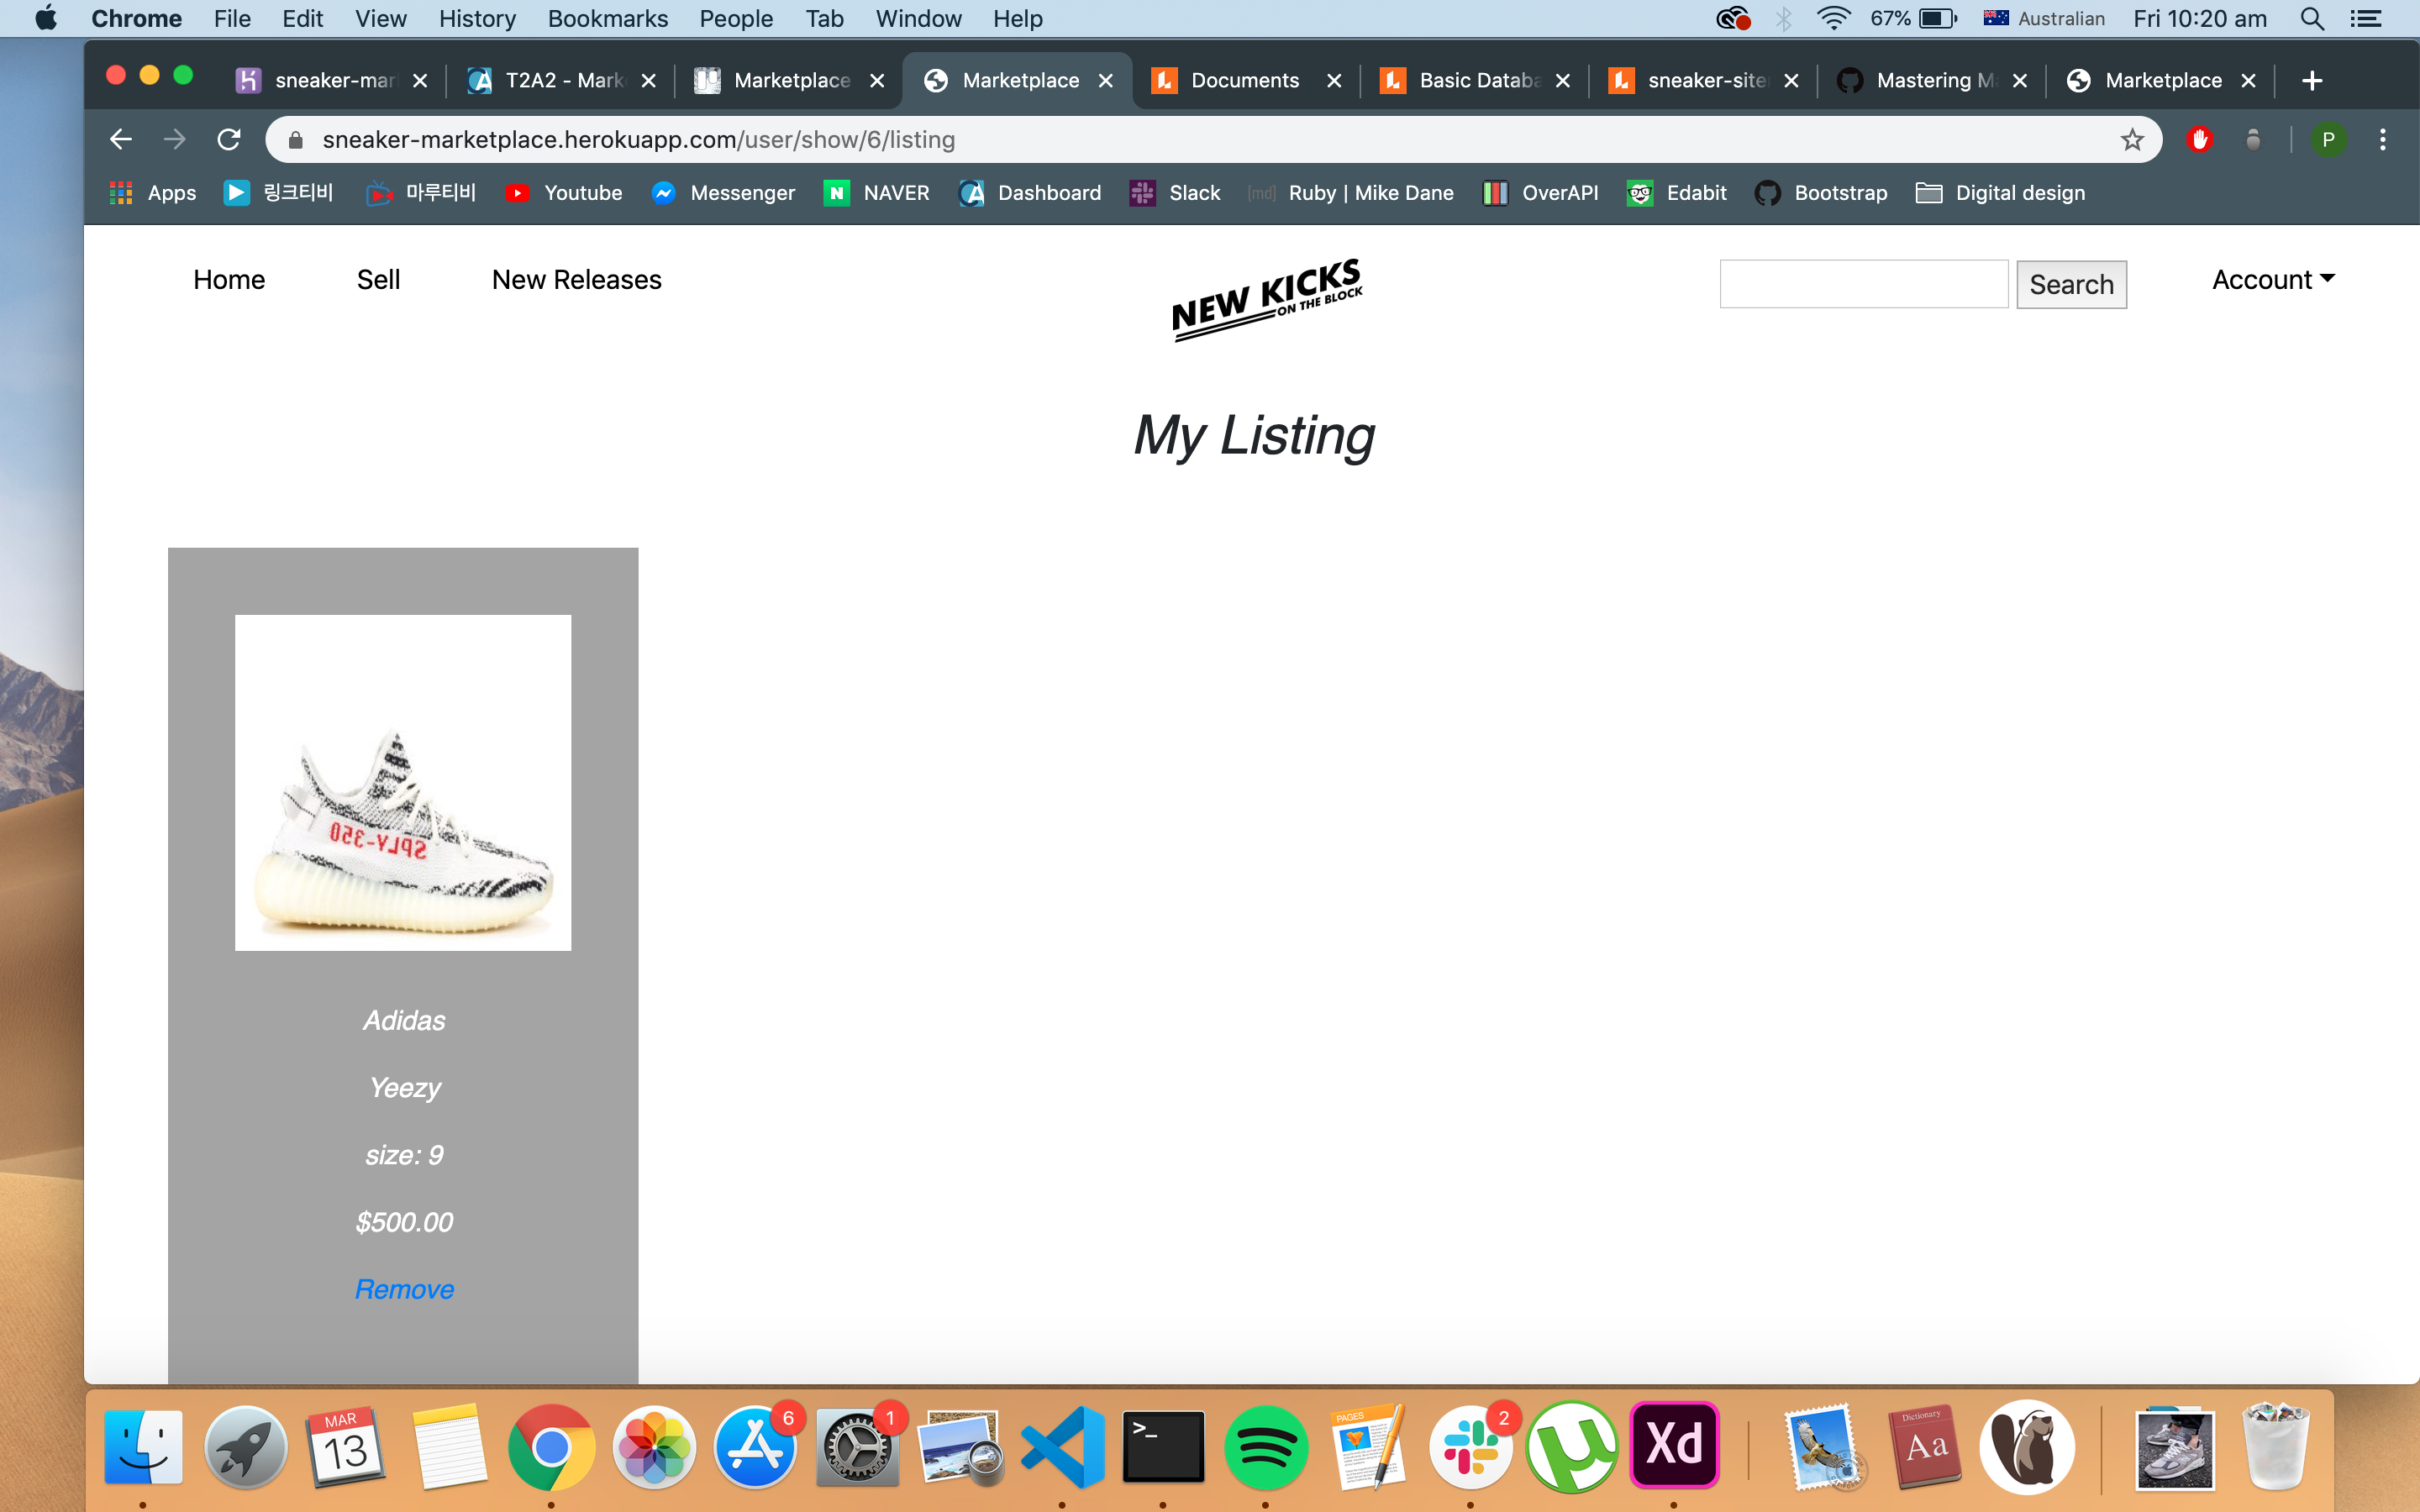 Chrome File Edit View History Bookmarks People Tab Window Help 67% Australian Fri 10:20 am
sneaker-mar T2A2 - Mark Marketplace Marketplace Documents Basic Databa sneaker-site Mastering M Marketplace
sneaker-marketplace.herokuapp.com/user/show/6/listing P
Apps 링크티비 마루티비 Youtube Messenger N NAVER Dashboard Slack [md] Ruby | Mike Dane OverAPI Edabit Bootstrap Digital design
Home Sell New Releases
NEW KICKS
ON THE BLOCK
Search
Account
My Listing
SPLY-350
Adidas
Yeezy
size: 9
$500.00
Remove
MAR
13
6
1
>_
PAGES
2
Xd
Dictionary
Aa